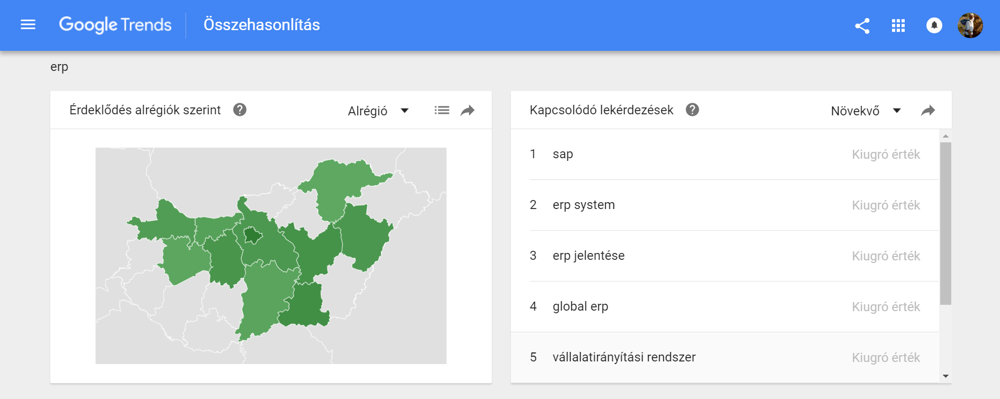 Google Trends
Összehasonlítás
erp
Érdeklődés alrégiók szerint ?
Alrégió
Kapcsolódó lekérdezések ?
Növekvő
1 sap Kiugró érték
2 erp system Kiugró érték
3 erp jelentése Kiugró érték
4 global erp Kiugró érték
5 vállalatirányítási rendszer Kiugró érték